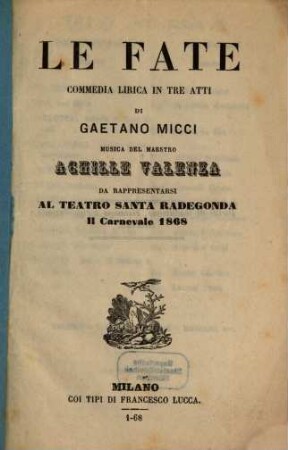 LE FATE
COMMEDIA LIRICA IN TRE ATTI
DI
GAETANO MICCI
MUSICA DEL MAESTRO
ACHILLE VALENZA
DA RAPPRESENTARSI
AL TEATRO SANTA RADEGONDA
Il Carnevale 1868
MILANO
COI TIPI DI FRANCESCO LUCCA.
1-68